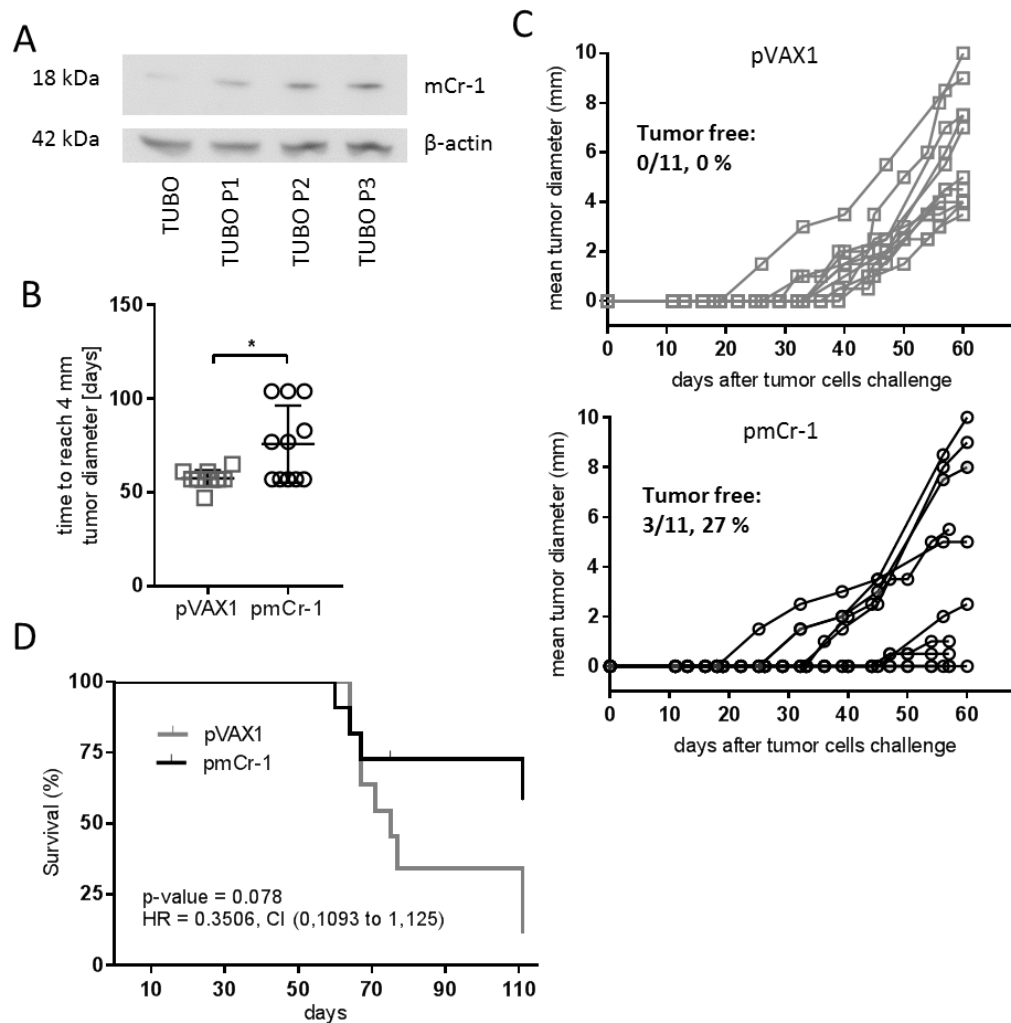 A
18 kDa
mCr-1
42 kDa
β-actin
TUBO
TUBO P1
TUBO P2
TUBO P3
B
time to reach 4 mm
tumor diameter [days]
150
100
50
0
*
pVAX1
pmCr-1
C
pVAX1
mean tumor diameter (mm)
10
8
6
4
2
0
Tumor free:
0/11, 0 %
0 10 20 30 40 50 60
days after tumor cells challenge
pmCr-1
mean tumor diameter (mm)
10
8
6
4
2
0
Tumor free:
3/11, 27 %
0 10 20 30 40 50 60
days after tumor cells challenge
D
Survival (%)
100
75
50
25
0
pVAX1
pmCr-1
p-value = 0.078
HR = 0.3506, CI (0,1093 to 1,125)
10 30 50 70 90 110
days